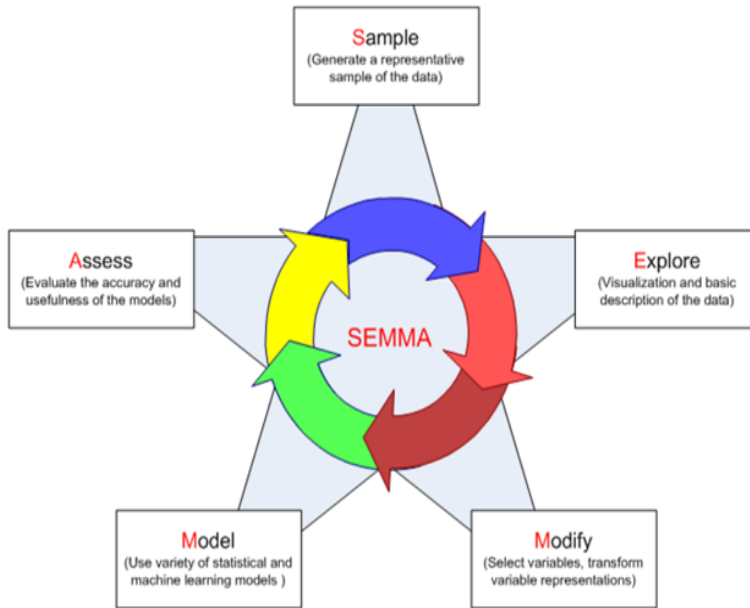 Sample
(Generate a representative
sample of the data)
Assess
(Evaluate the accuracy and
usefulness of the models)
Explore
(Visualization and basic
description of the data)
SEMMA
Model
(Use variety of statistical and
machine learning models )
Modify
(Select variables, transform
variable representations)